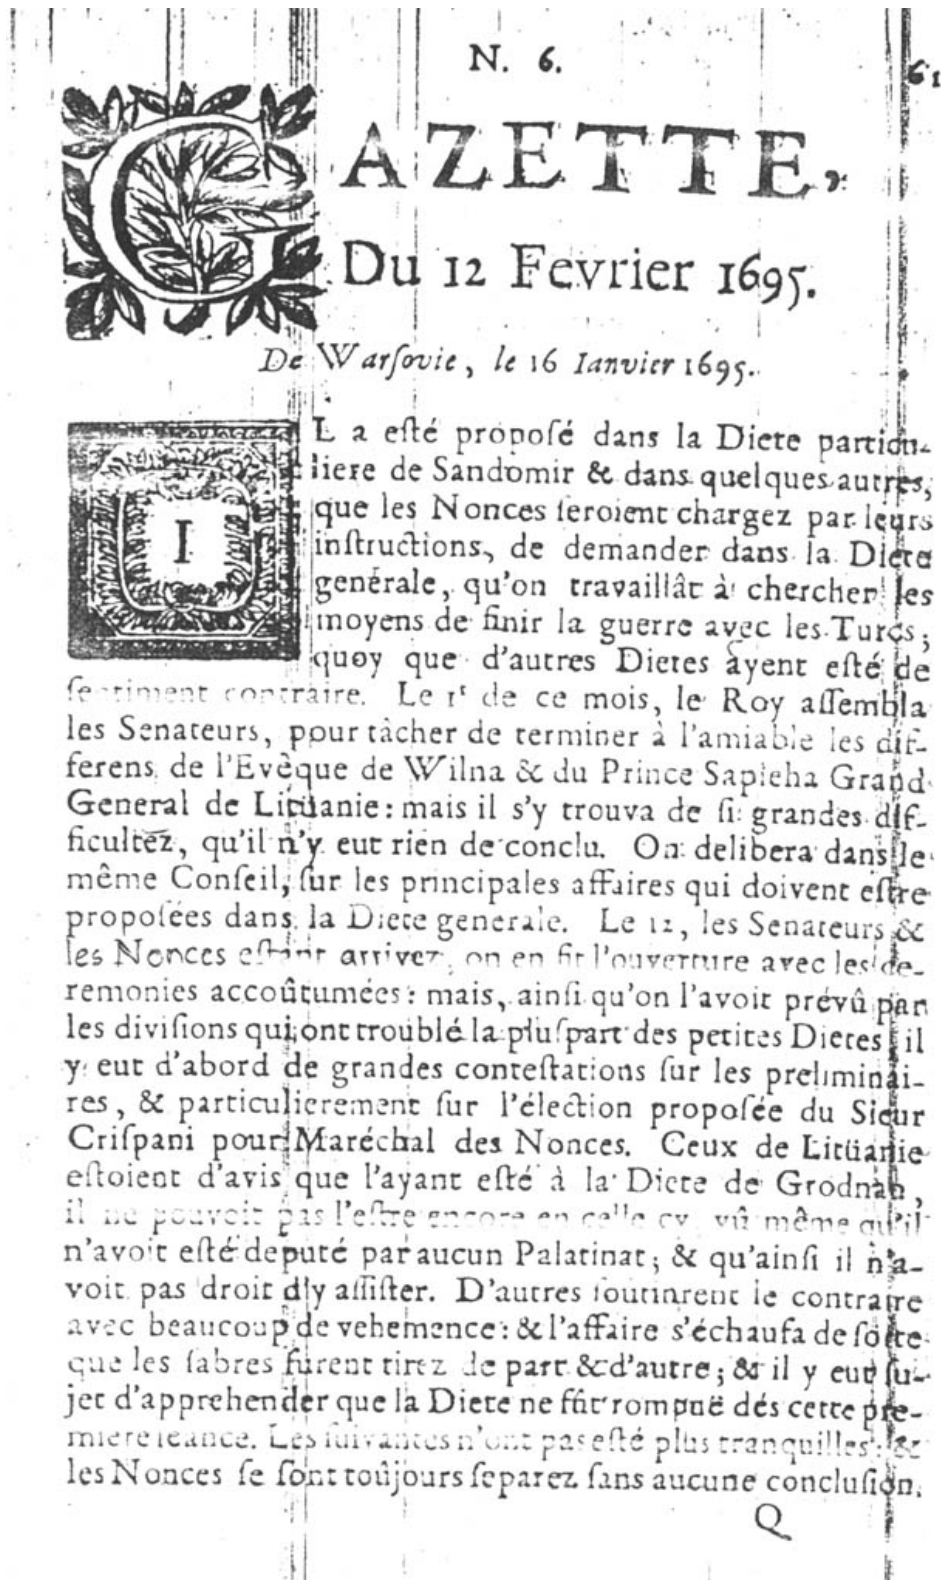 N. 6.
61
GAZETTE,
Du 12 Fevrier 1695.
De Warſovie, le 16 Ianvier 1695.
IL a eſté propoſé dans la Diete particu-
liere de Sandomir & dans quelques autres,
que les Nonces ſeroient chargez par leurs
inſtructions, de demander dans la Diete
genérale, qu'on travaillât à chercher les
moyens de finir la guerre avec les Turcs,
quoy que d'autres Dietes ayent eſté de
ſentiment contraire. Le 1ʳ de ce mois, le Roy aſſembla
les Senateurs, pour tâcher de terminer à l'amiable les dif-
ferens de l'Evêque de Wilna & du Prince Sapieha Grand
General de Litüanie: mais il s'y trouva de ſi grandes dif-
ficultez, qu'il n'y eut rien de conclu. On delibera dans le
même Conſeil, ſur les principales affaires qui doivent eſtre
propoſées dans la Diete generale. Le 12, les Senateurs &
les Nonces eſtant arrivez, on en fit l'ouverture avec les ce-
remonies accoûtumées: mais, ainſi qu'on l'avoit prévû par
les diviſions qui ont troublé la pluſpart des petites Dietes, il
y eut d'abord de grandes conteſtations ſur les preliminai-
res, & particulierement ſur l'élection propoſée du Sieur
Criſpani pour Maréchal des Nonces. Ceux de Litüanie
eſtoient d'avis que l'ayant eſté à la Diete de Grodnah,
il ne pouvoit pas l'eſtre encore en celle cy, vû même qu'il
n'avoit eſté deputé par aucun Palatinat; & qu'ainſi il n'a-
voit pas droit d'y aſſiſter. D'autres ſoutinrent le contraire
avec beaucoup de vehemence: & l'affaire s'échaufa de ſorte
que les ſabres furent tirez de part & d'autre; & il y eut ſu-
jet d'apprehender que la Diete ne fût rompuë dés cette pre-
miere ſeance. Les ſuivantes n'ont pas eſté plus tranquilles: &
les Nonces ſe ſont toûjours ſeparez ſans aucune concluſion.
Q